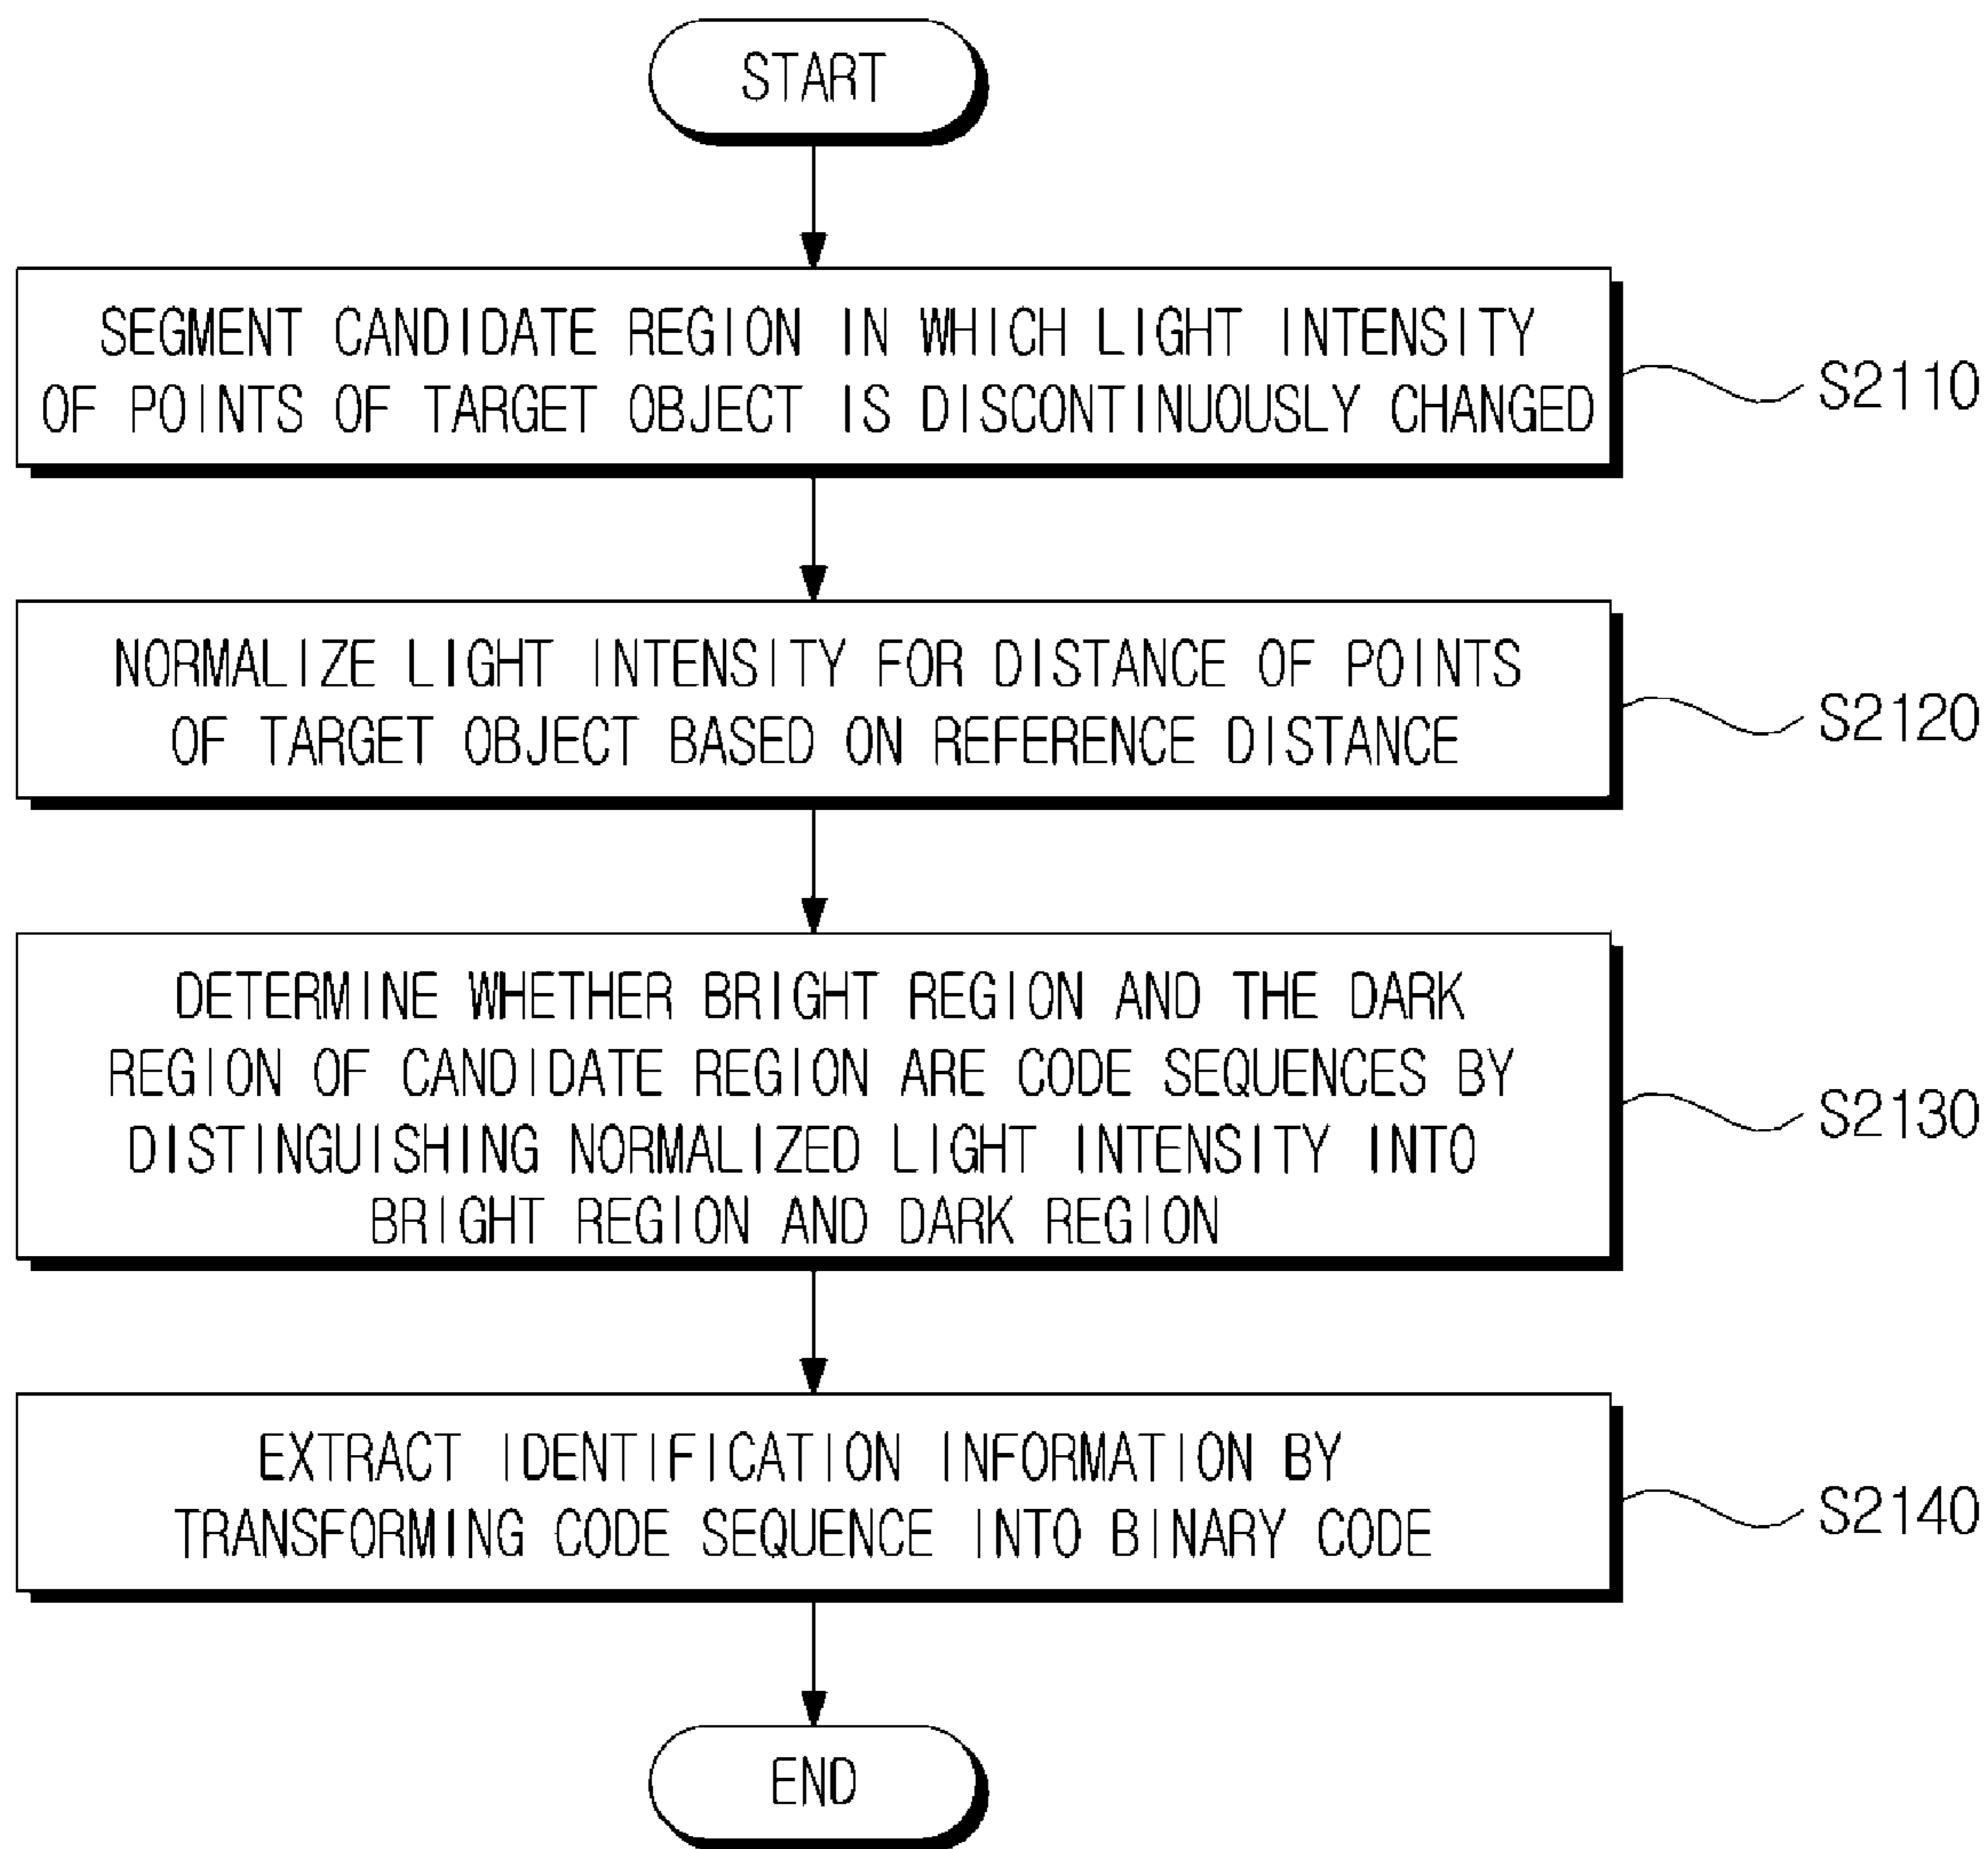 START
SEGMENT CANDIDATE REGION IN WHICH LIGHT INTENSITY
OF POINTS OF TARGET OBJECT IS DISCONTINUOUSLY CHANGED
S2110
NORMALIZE LIGHT INTENSITY FOR DISTANCE OF POINTS
OF TARGET OBJECT BASED ON REFERENCE DISTANCE
S2120
DETERMINE WHETHER BRIGHT REGION AND THE DARK
REGION OF CANDIDATE REGION ARE CODE SEQUENCES BY
DISTINGUISHING NORMALIZED LIGHT INTENSITY INTO
BRIGHT REGION AND DARK REGION
S2130
EXTRACT IDENTIFICATION INFORMATION BY
TRANSFORMING CODE SEQUENCE INTO BINARY CODE
S2140
END